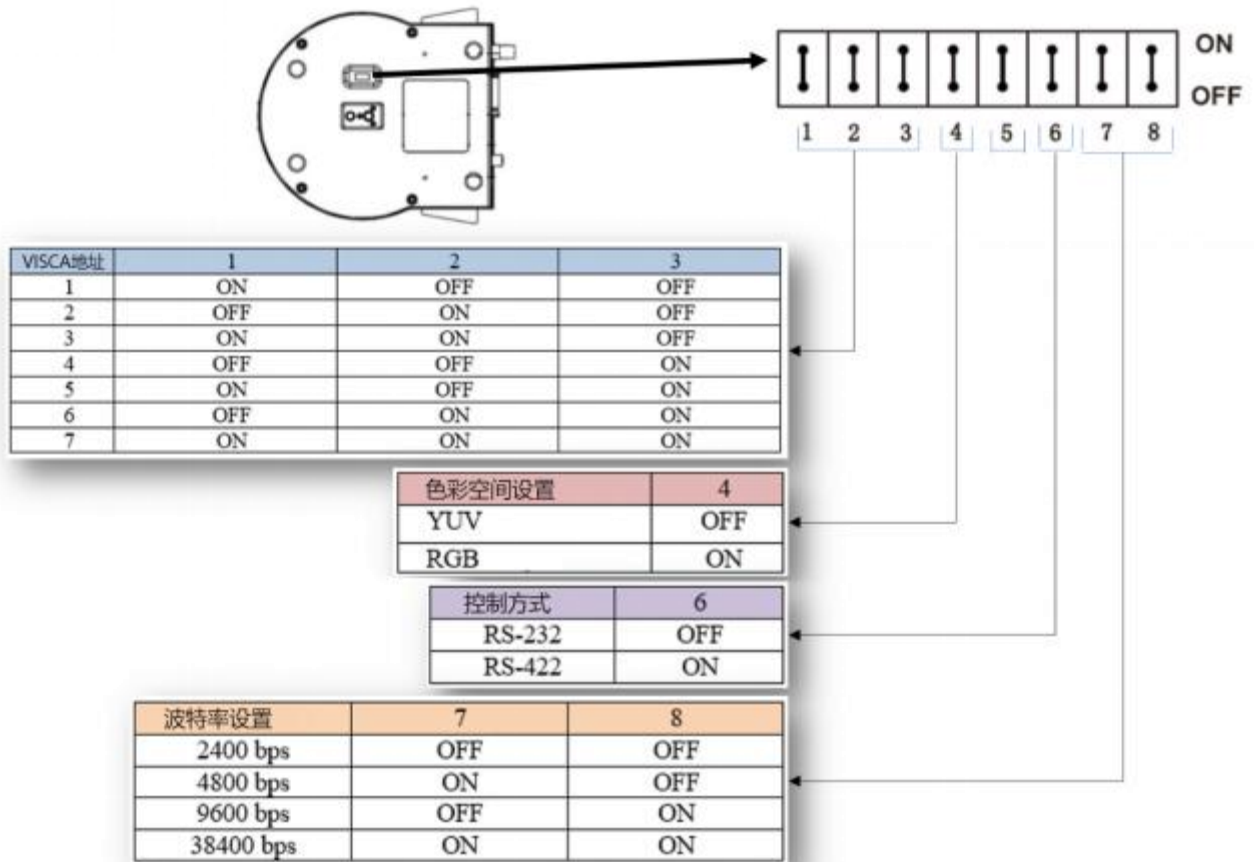 ON
OFF
1 2 3 4 5 6 7 8
VISCA地址 1 2 3
1 ON OFF OFF
2 OFF ON OFF
3 ON ON OFF
4 OFF OFF ON
5 ON OFF ON
6 OFF ON ON
7 ON ON ON
色彩空间设置 4
YUV OFF
RGB ON
控制方式 6
RS-232 OFF
RS-422 ON
波特率设置 7 8
2400 bps OFF OFF
4800 bps ON OFF
9600 bps OFF ON
38400 bps ON ON